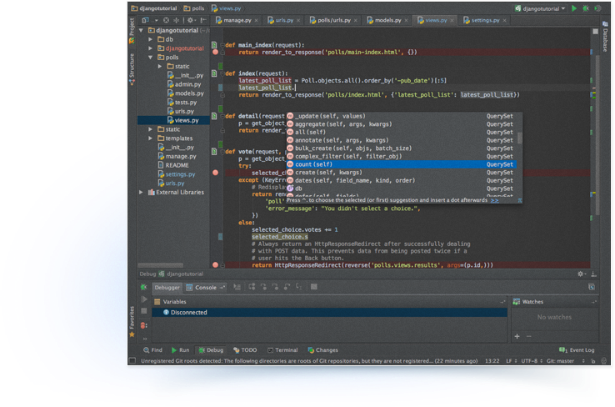 djangotutorial polls views.py
djangotutorial
manage.py urls.py polls/urls.py models.py views.py settings.py
Project
Structure
Favorites
Database
djangotutorial
db
djangotutorial
polls
static
__init__.py
admin.py
models.py
tests.py
urls.py
views.py
static
templates
__init__.py
manage.py
README
settings.py
urls.py
External Libraries
def main_index(request):
return render_to_response('polls/main-index.html', {})
def index(request):
latest_poll_list = Poll.objects.all().order_by('-pub_date')[:5]
latest_poll_list.
return render_to_response('polls/index.html', {'latest_poll_list': latest_poll_list})
def detail(request
p = get_object
return render_
def vote(request,
p = get_object
try:
selected_c
except (KeyErr
# Redispl
return ren
'poll'
'error_message': "You didn't select a choice.",
})
else:
selected_choice.votes += 1
selected_choice.s
# Always return an HttpResponseRedirect after successfully dealing
# with POST data. This prevents data from being posted twice if a
# user hits the Back button.
return HttpResponseRedirect(reverse('polls.views.results', args=(p.id,)))
_update(self, values) QuerySet
aggregate(self, args, kwargs) QuerySet
all(self) QuerySet
annotate(self, args, kwargs) QuerySet
bulk_create(self, objs, batch_size) QuerySet
complex_filter(self, filter_obj) QuerySet
count(self) QuerySet
create(self, kwargs) QuerySet
dates(self, field_name, kind, order) QuerySet
db QuerySet
defer(self, fields) QuerySet
Press ^. to choose the selected (or first) suggestion and insert a dot afterwards >>
Debug djangotutorial
Debugger Console
Variables
Disconnected
Watches
No watches
Find Run Debug TODO Terminal Changes Event Log
Unregistered Git roots detected: The following directories are roots of Git repositories, but they are not registered... (22 minutes ago) 13:22 LF UTF-8 Git: master